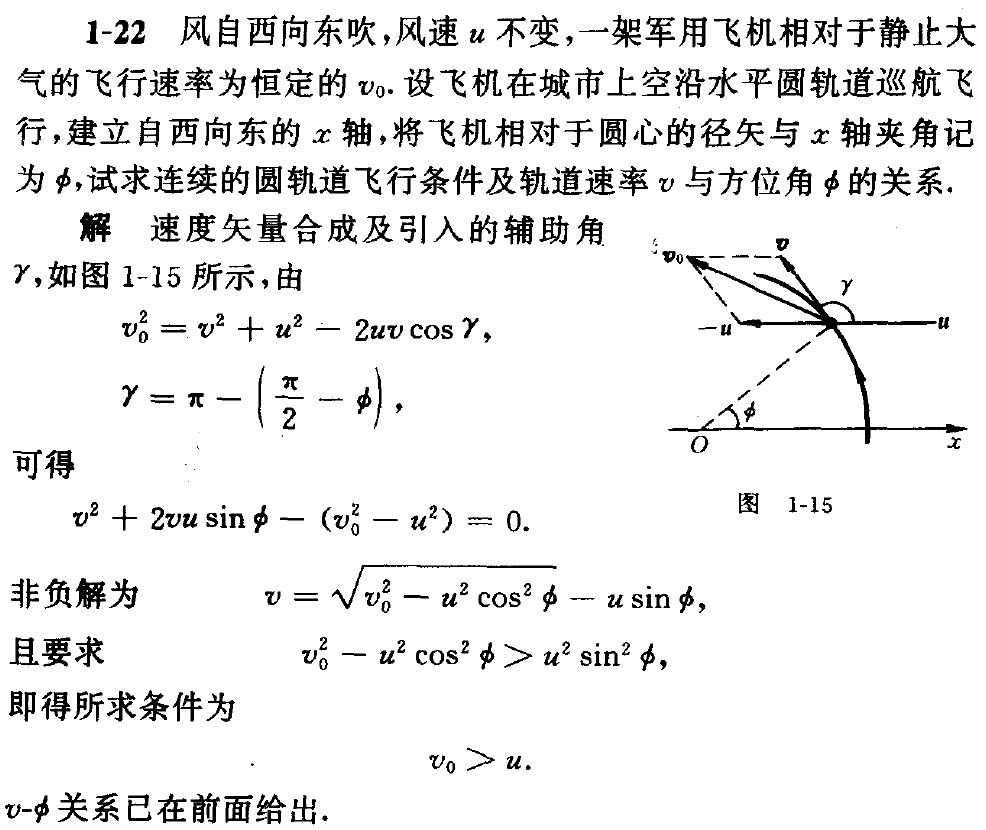 1-22 风自西向东吹,风速 u 不变,一架军用飞机相对于静止大
气的飞行速率为恒定的 v₀. 设飞机在城市上空沿水平圆轨道巡航飞
行,建立自西向东的 x 轴,将飞机相对于圆心的径矢与 x 轴夹角记
为 ϕ,试求连续的圆轨道飞行条件及轨道速率 v 与方位角 ϕ 的关系.
解 速度矢量合成及引入的辅助角
γ,如图 1-15 所示,由
v₀² = v² + u² − 2uv cos γ,
γ = π − (π/2 − ϕ),
可得
v² + 2vu sin ϕ − (v₀² − u²) = 0.
v₀
v
γ
−u
u
ϕ
O
x
图 1-15
非负解为 v = √(v₀² − u² cos² ϕ) − u sin ϕ,
且要求 v₀² − u² cos² ϕ > u² sin² ϕ,
即得所求条件为
v₀ > u.
v-ϕ 关系已在前面给出.